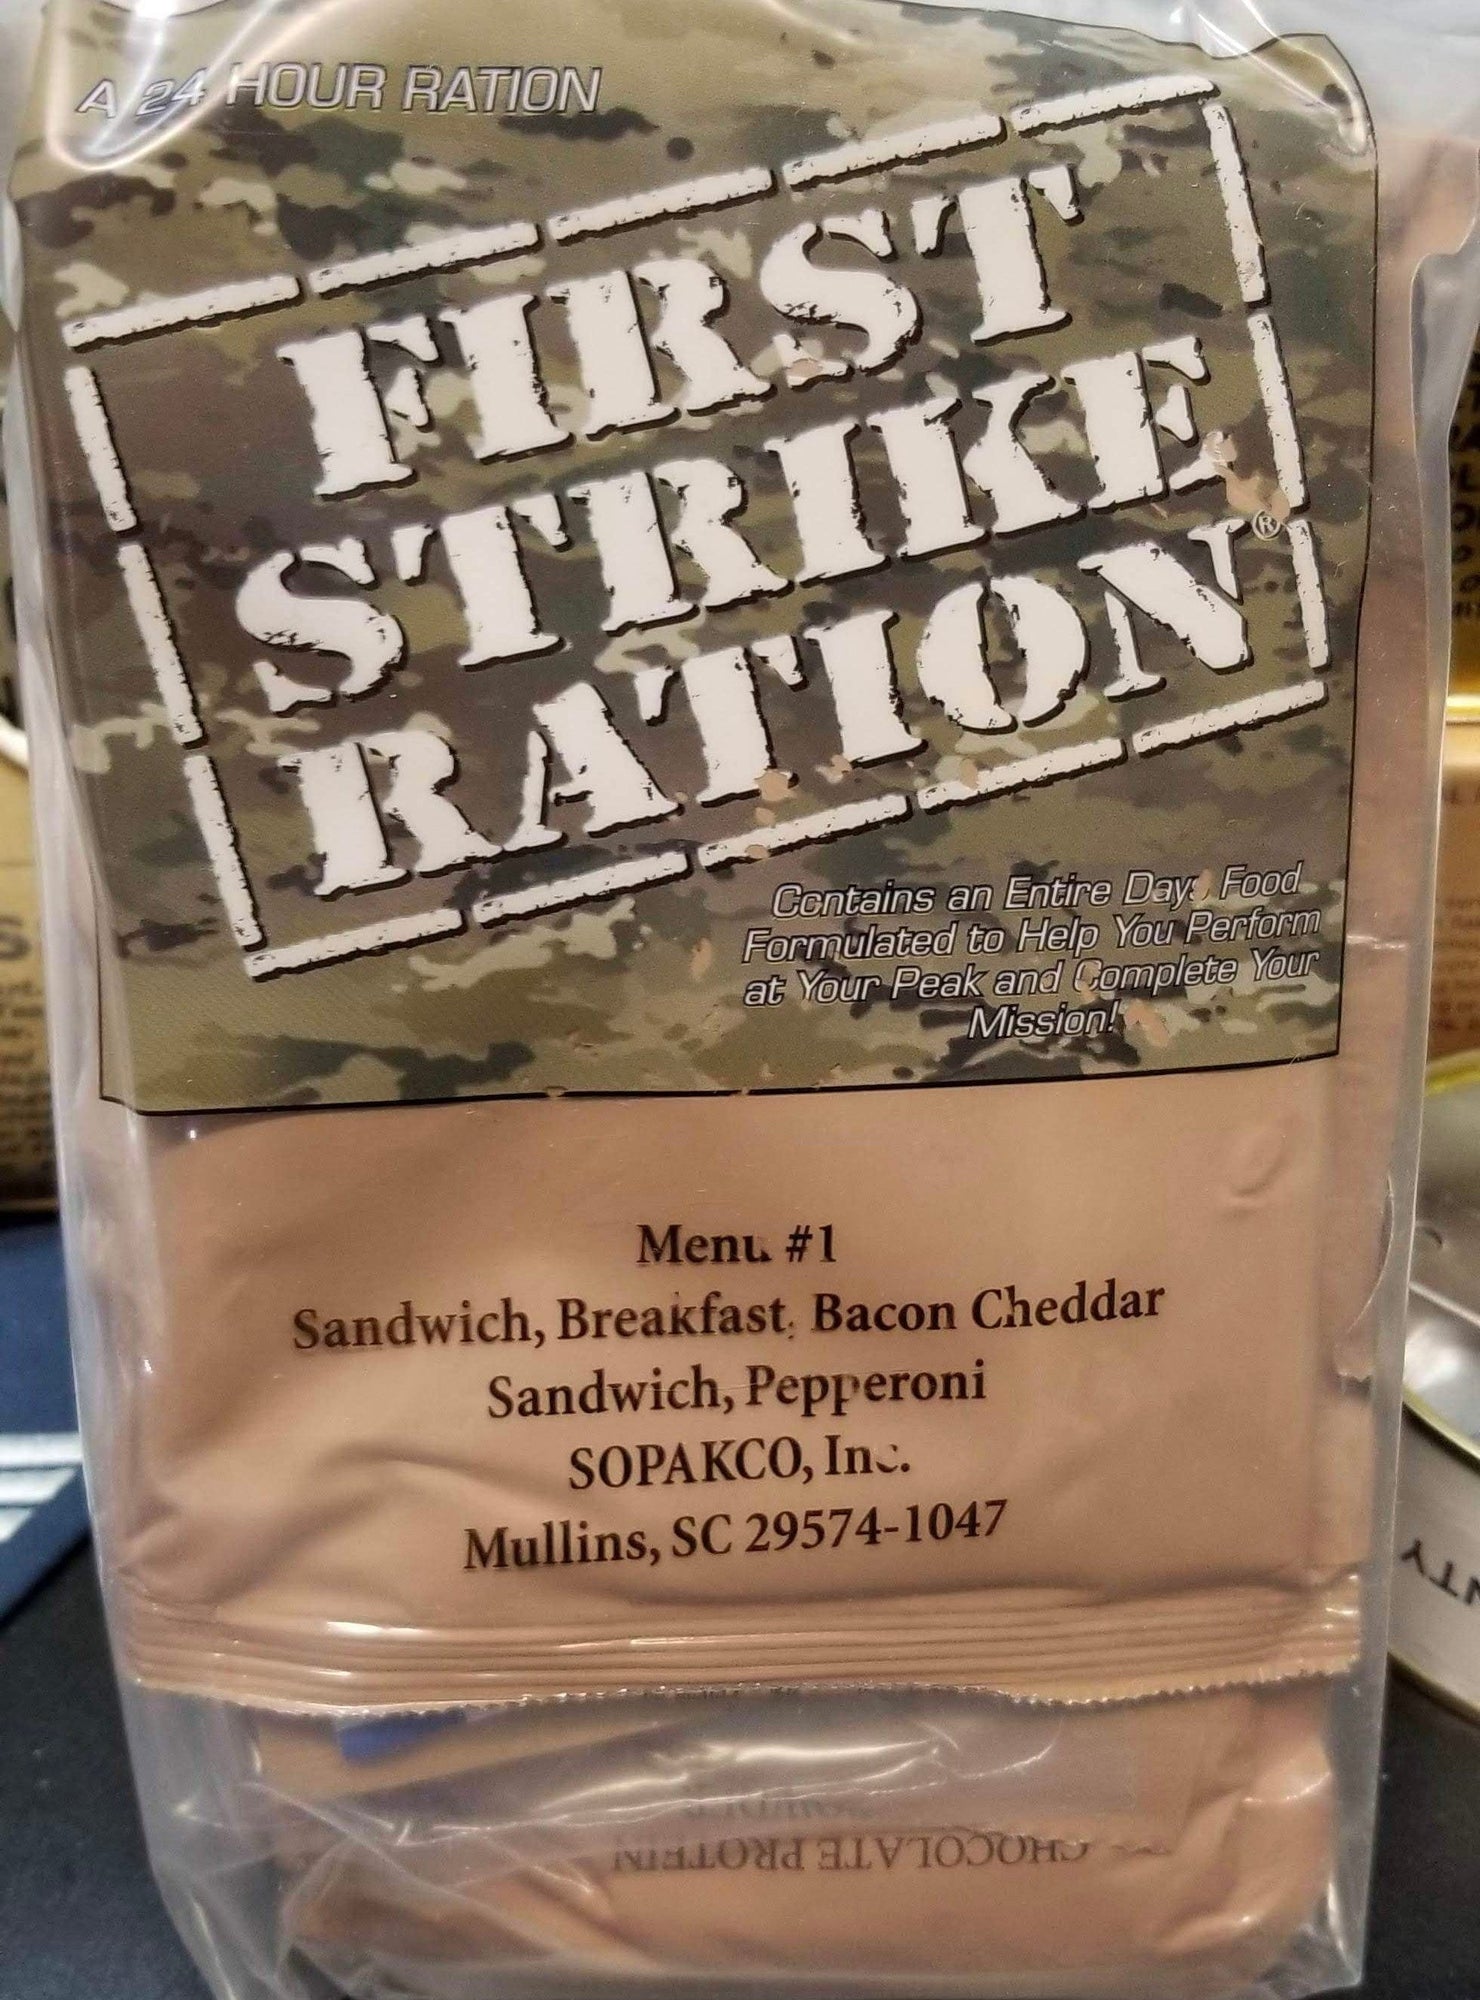 A 24 HOUR RATION
FIRST
STRIKE
RATION®
Contains an Entire Days Food
Formulated to Help You Perform
at Your Peak and Complete Your
Mission!
Menu #1
Sandwich, Breakfast, Bacon Cheddar
Sandwich, Pepperoni
SOPAKCO, Inc.
Mullins, SC 29574-1047
CHOCOLATE PROTEIN
POWDER